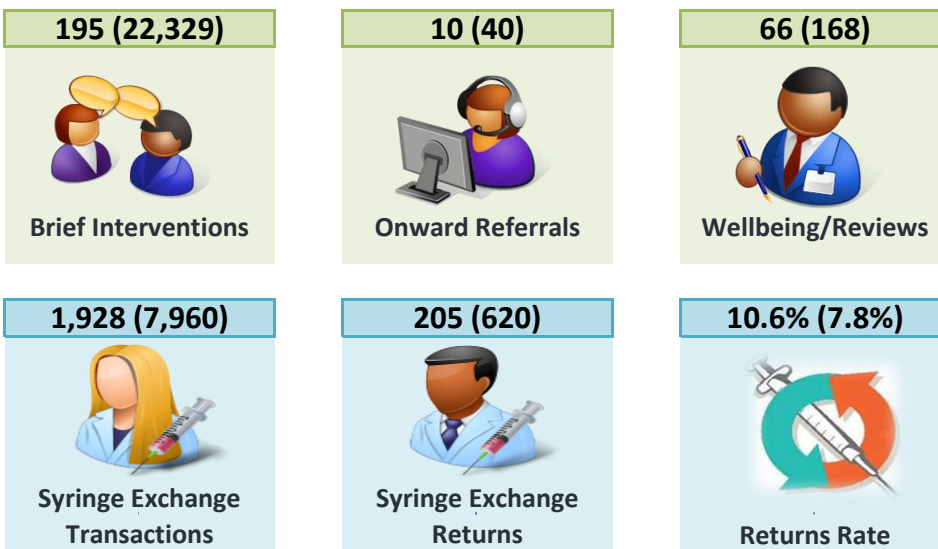 195 (22,329)
10 (40)
66 (168)
Brief Interventions
Onward Referrals
Wellbeing/Reviews
1,928 (7,960)
205 (620)
10.6% (7.8%)
Syringe Exchange
Transactions
Syringe Exchange
Returns
Returns Rate